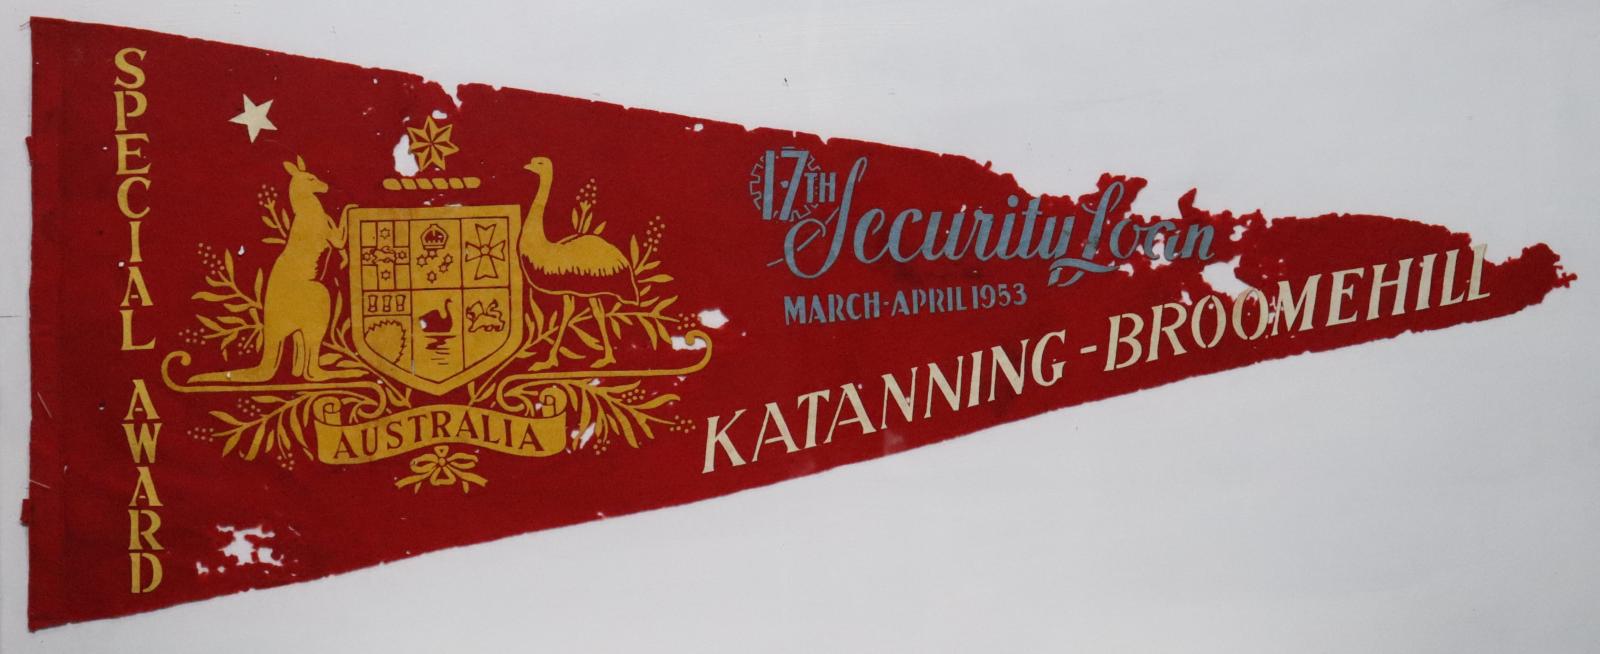 SPECIAL AWARD
AUSTRALIA
17TH Security Loan
MARCH-APRIL 1953
KATANNING-BROOMEHILL